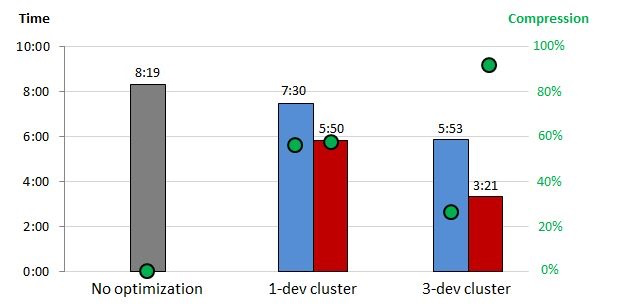 Time Compression
10:00 100%
8:19
8:00 7:30 80%
6:00 5:50 5:53 60%
4:00 3:21 40%
2:00 20%
0:00 0%
No optimization 1-dev cluster 3-dev cluster